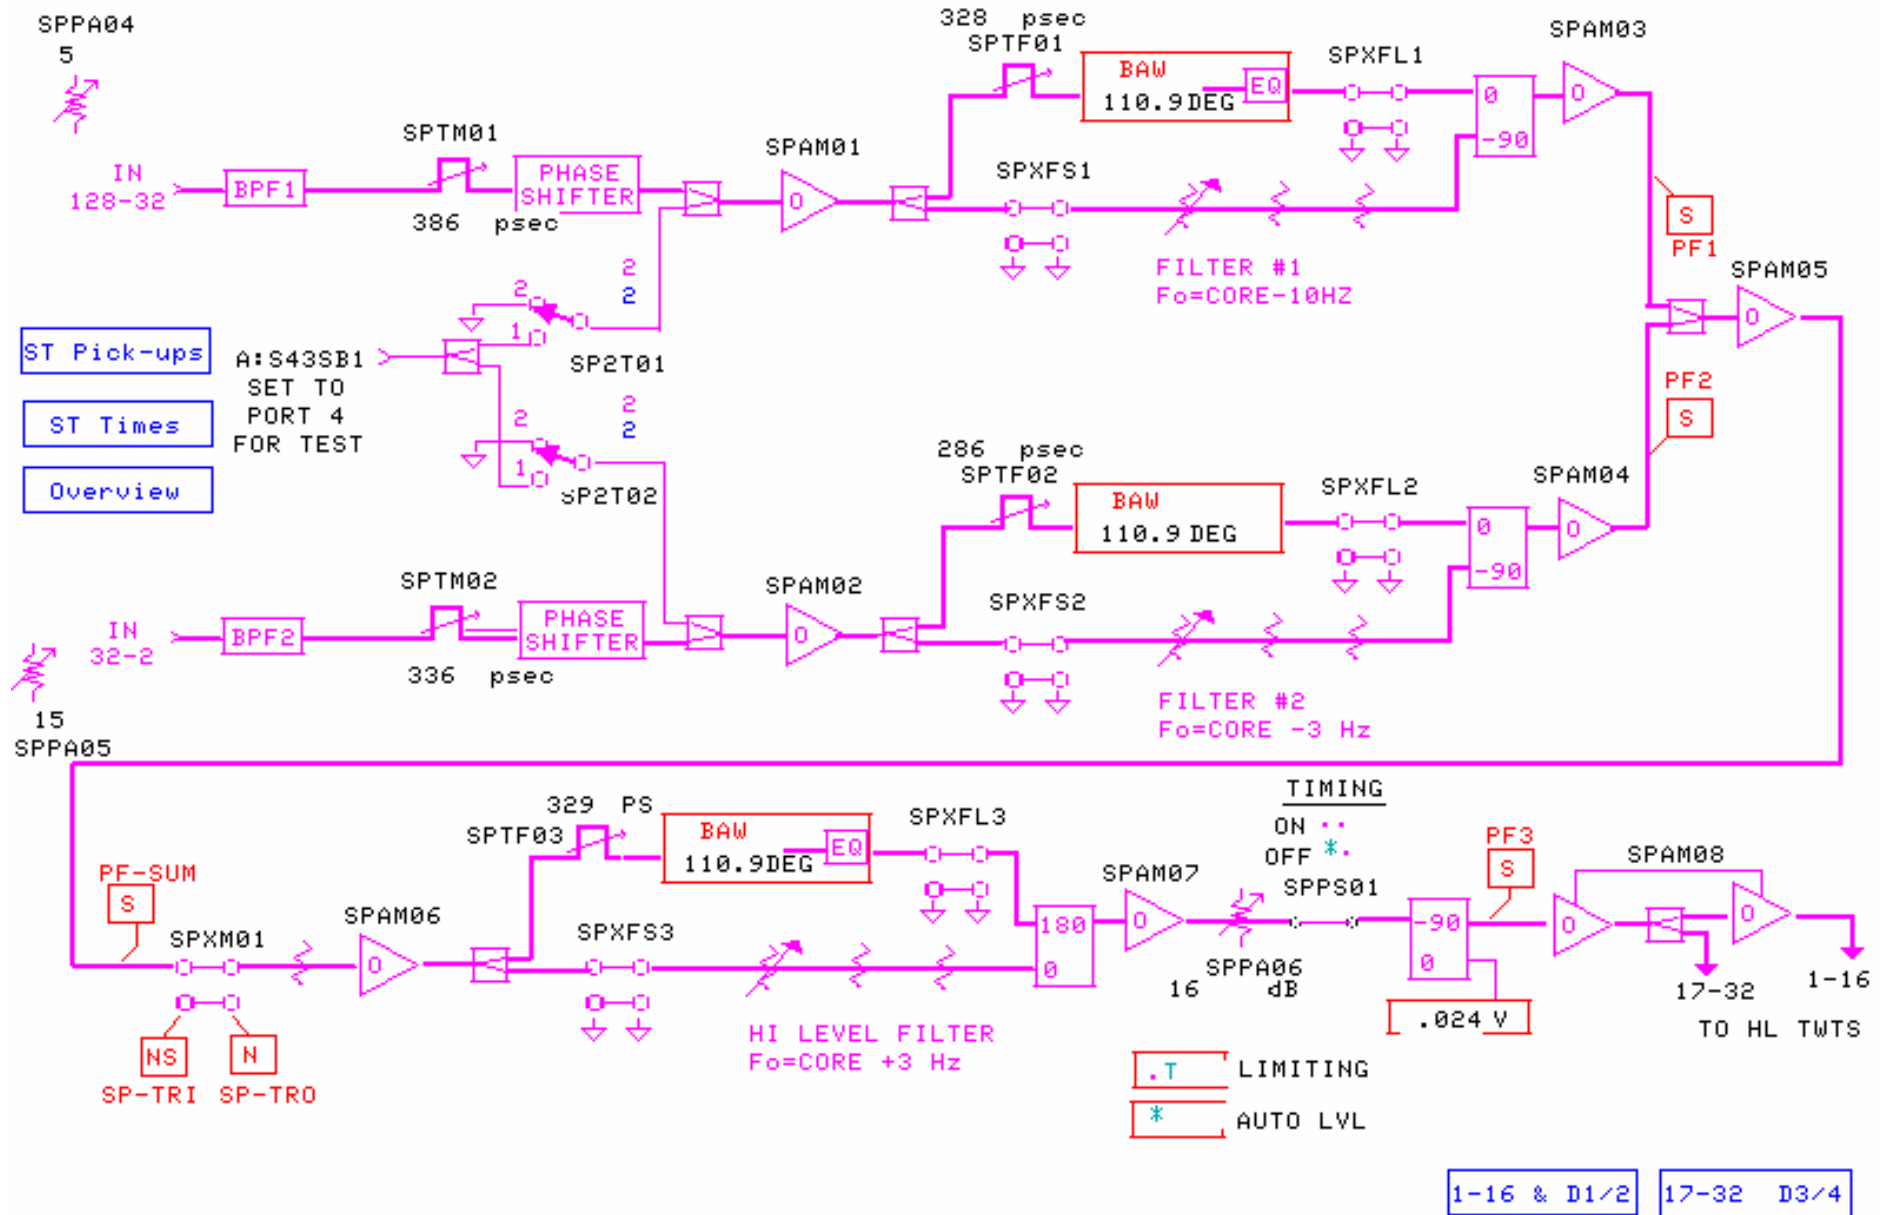 SPPA04
5
328 psec
SPTF01
SPAM03
SPXFL1
BAW
EQ
110.9DEG
0
-90
0
SPTM01
SPAM01
IN
128-32
BPF1
PHASE
SHIFTER
0
SPXFS1
386 psec
S
PF1
FILTER #1
Fo=CORE-10HZ
SPAM05
0
2
2
2
1
SP2T01
ST Pick-ups
A:S43SB1
SET TO
PORT 4
FOR TEST
ST Times
Overview
2
2
2
1
SP2T02
PF2
S
286 psec
SPTF02
SPAM04
SPXFL2
BAW
110.9 DEG
0
-90
0
SPTM02
SPAM02
SPXFS2
IN
32-2
BPF2
PHASE
SHIFTER
0
336 psec
15
SPPA05
FILTER #2
Fo=CORE -3 Hz
329 PS
SPTF03
BAW
EQ
110.9DEG
SPXFL3
TIMING
ON ..
OFF *.
SPPS01
PF3
S
SPAM08
PF-SUM
S
SPXM01
SPAM06
0
SPXFS3
180
0
SPAM07
0
SPPA06
16 dB
-90
0
0
0
17-32
1-16
TO HL TWTS
.024 V
NS
N
SP-TRI SP-TRO
HI LEVEL FILTER
Fo=CORE +3 Hz
.T LIMITING
* AUTO LVL
1-16 & D1/2
17-32 D3/4